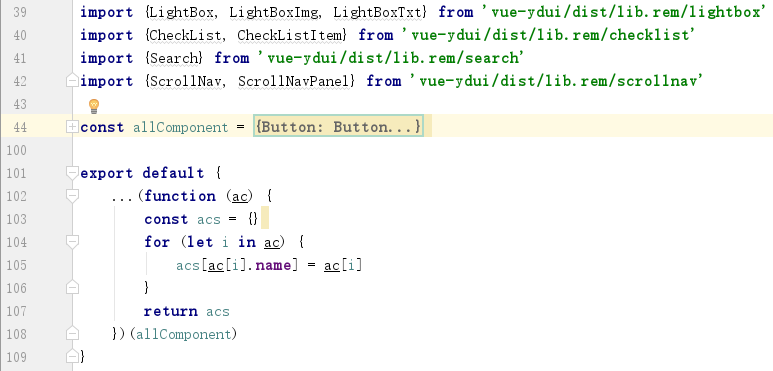 39 import {LightBox, LightBoxImg, LightBoxTxt} from 'vue-ydui/dist/lib.rem/lightbox'
40 import {CheckList, CheckListItem} from 'vue-ydui/dist/lib.rem/checklist'
41 import {Search} from 'vue-ydui/dist/lib.rem/search'
42 import {ScrollNav, ScrollNavPanel} from 'vue-ydui/dist/lib.rem/scrollnav'
43
44 const allComponent = {Button: Button...}
100
101 export default {
102     ...(function (ac) {
103         const acs = {}
104         for (let i in ac) {
105             acs[ac[i].name] = ac[i]
106         }
107         return acs
108     })(allComponent)
109 }